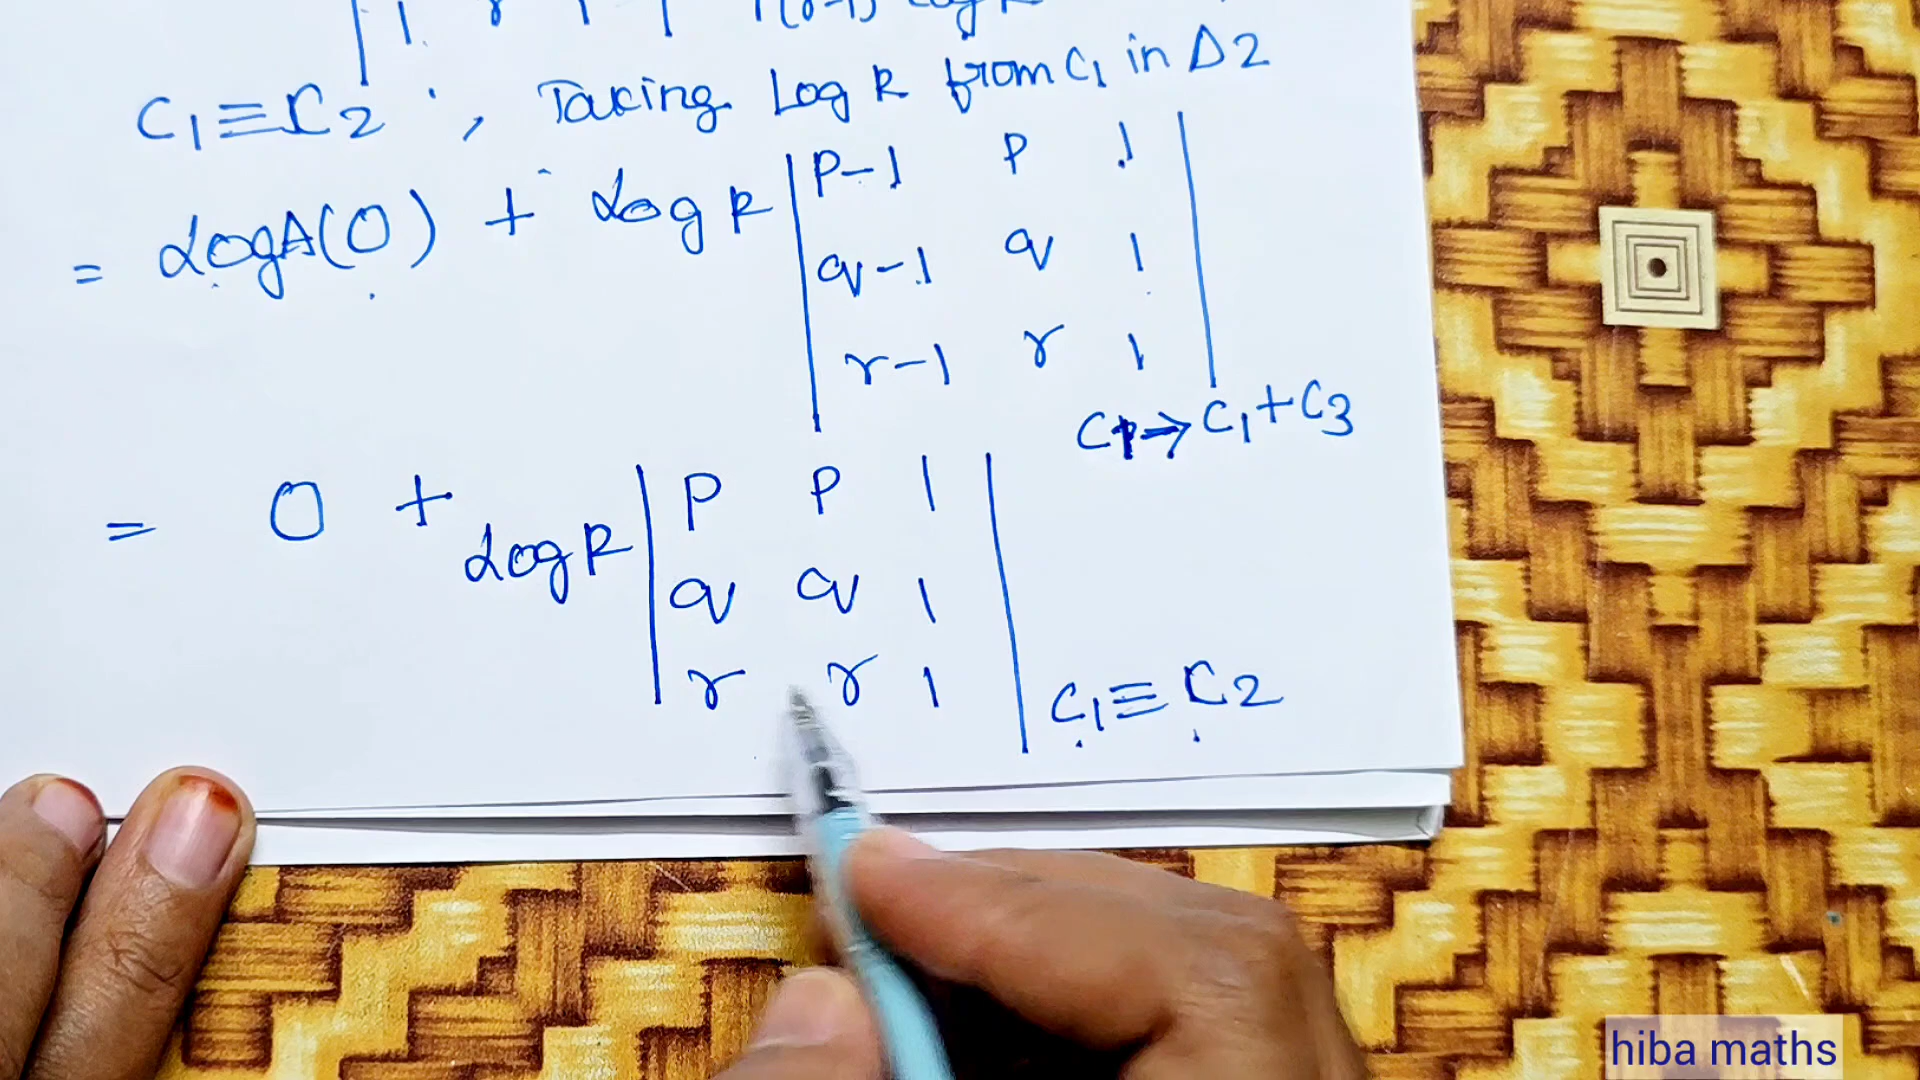 C₁≡C₂, Taking Log R from C₁ in Δ2
= Log A(0) + Log R | p-1 p 1 |
| q-1 q 1 |
| r-1 r 1 |
C1→ C₁+C3
= 0 + Log R | p p 1 |
| q q 1 |
| r r 1 | C₁≡C2
hiba maths